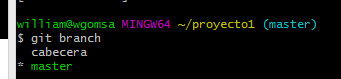 william@wgomsa MINGW64 ~/proyecto1 (master)
$ git branch
  cabecera
* master